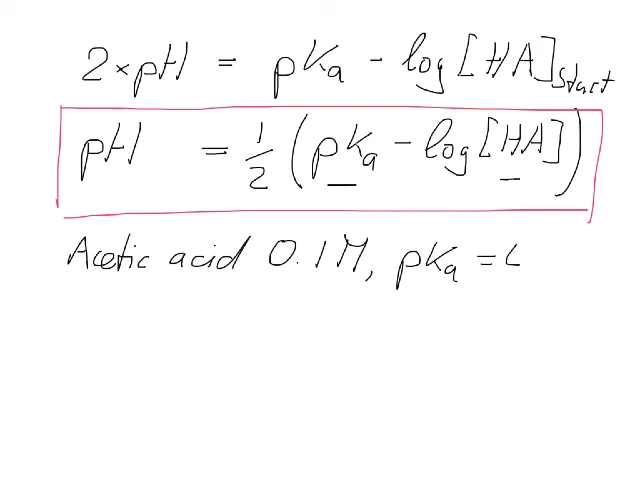 2×pH = pKa - log[HA]Start
pH = 1/2 (pKa - log[HA])
Acetic acid 0.1M, pKa =